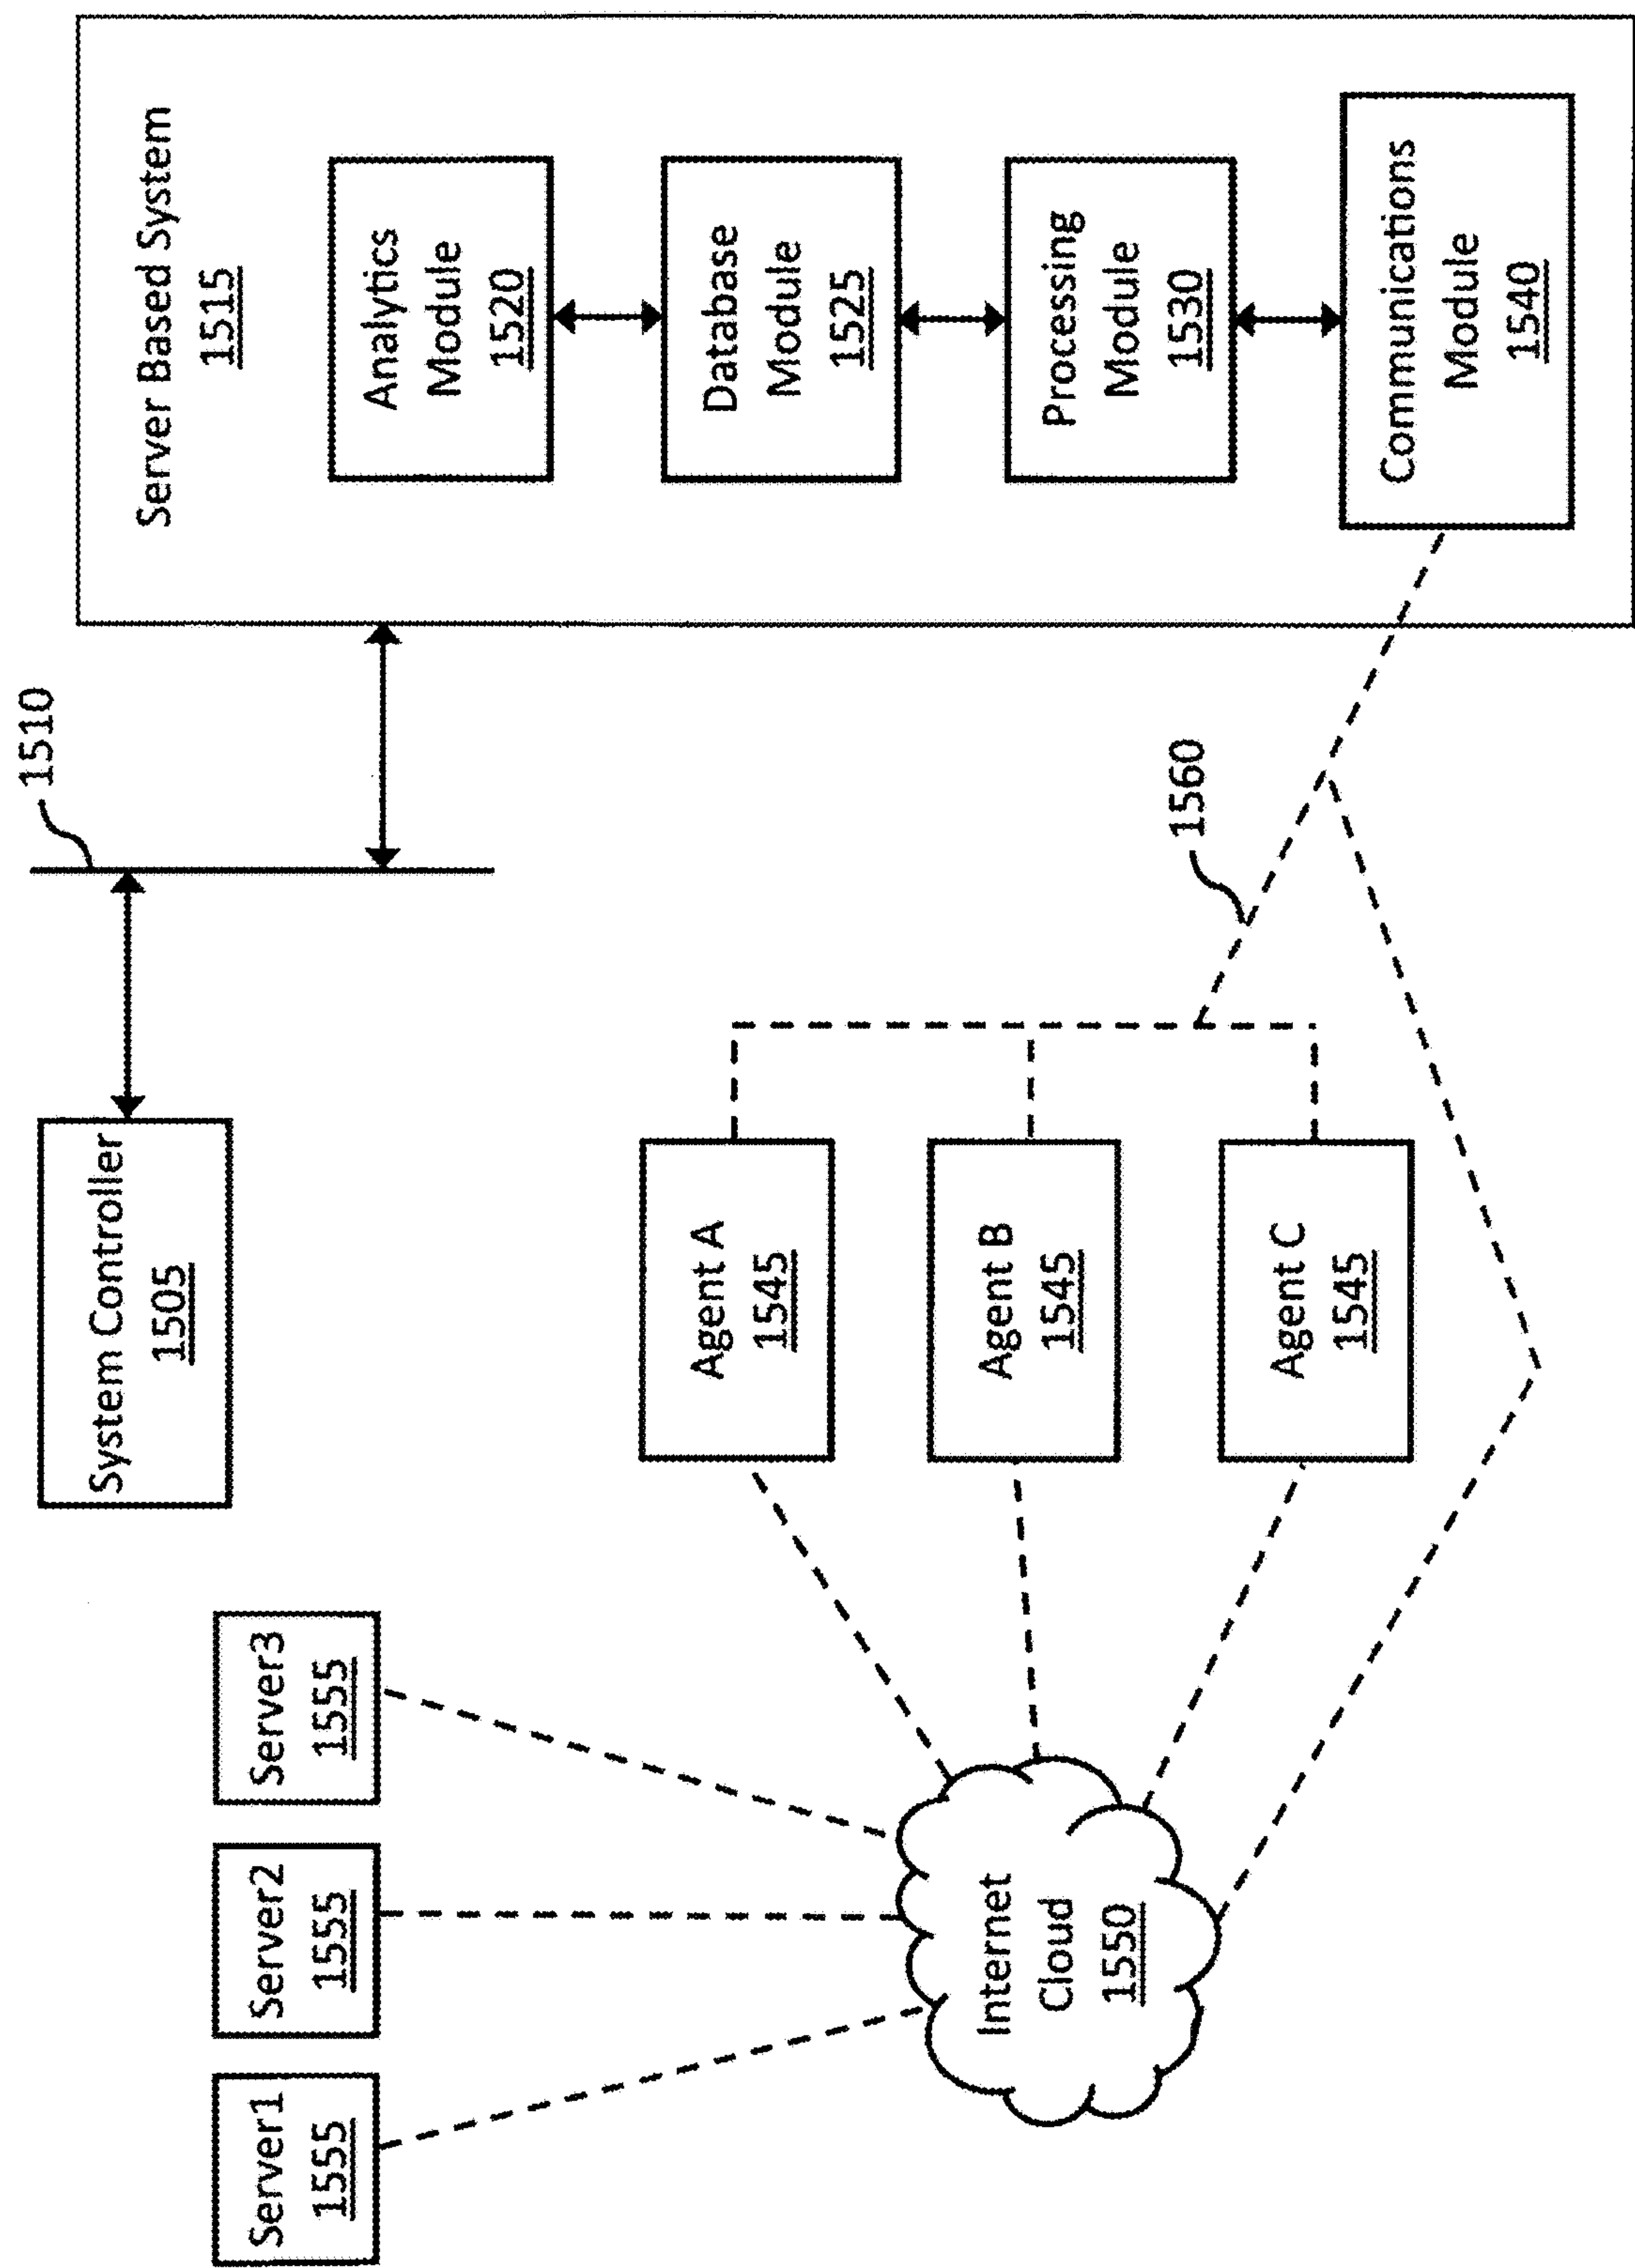 System Controller
1505
1510
Server Based System
1515
Analytics
Module
1520
Database
Module
1525
Processing
Module
1530
Communications
Module
1540
1560
Server1
1555
Server2
1555
Server3
1555
Agent A
1545
Agent B
1545
Agent C
1545
Internet
Cloud
1550